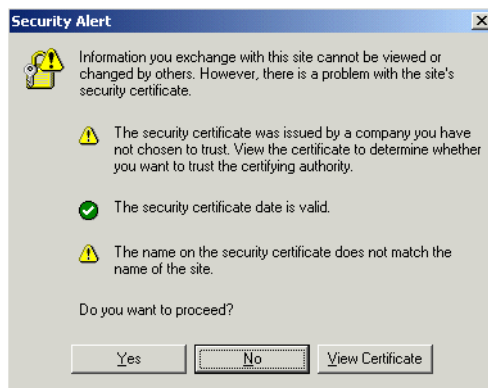 Security Alert
Information you exchange with this site cannot be viewed or
changed by others. However, there is a problem with the site's
security certificate.
The security certificate was issued by a company you have
not chosen to trust. View the certificate to determine whether
you want to trust the certifying authority.
The security certificate date is valid.
The name on the security certificate does not match the
name of the site.
Do you want to proceed?
Yes No View Certificate